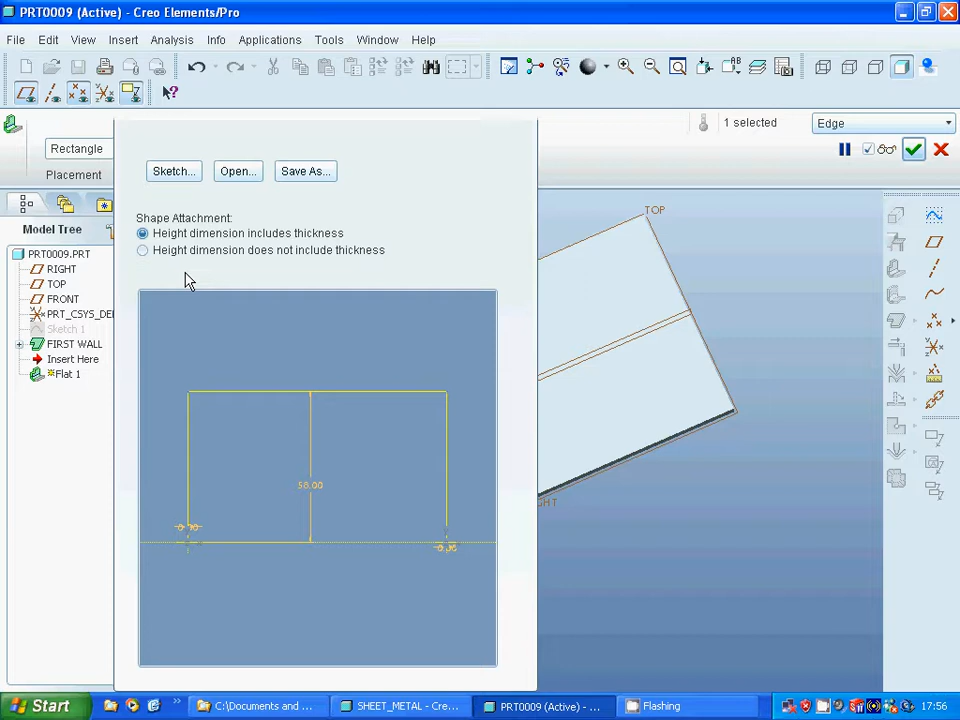 PRT0009 (Active) - Creo Elements/Pro
File Edit View Insert Analysis Info Applications Tools Window Help
1 selected
Edge
Rectangle
Placement
Sketch... Open... Save As...
Shape Attachment:
Height dimension includes thickness
Height dimension does not include thickness
Model Tree
PRT0009.PRT
RIGHT
TOP
FRONT
PRT_CSYS_DE
Sketch 1
FIRST WALL
Insert Here
Flat 1
TOP
58.00
Start
C:\Documents and ...
SHEET_METAL - Cre...
PRT0009 (Active) - ...
Flashing
17:56